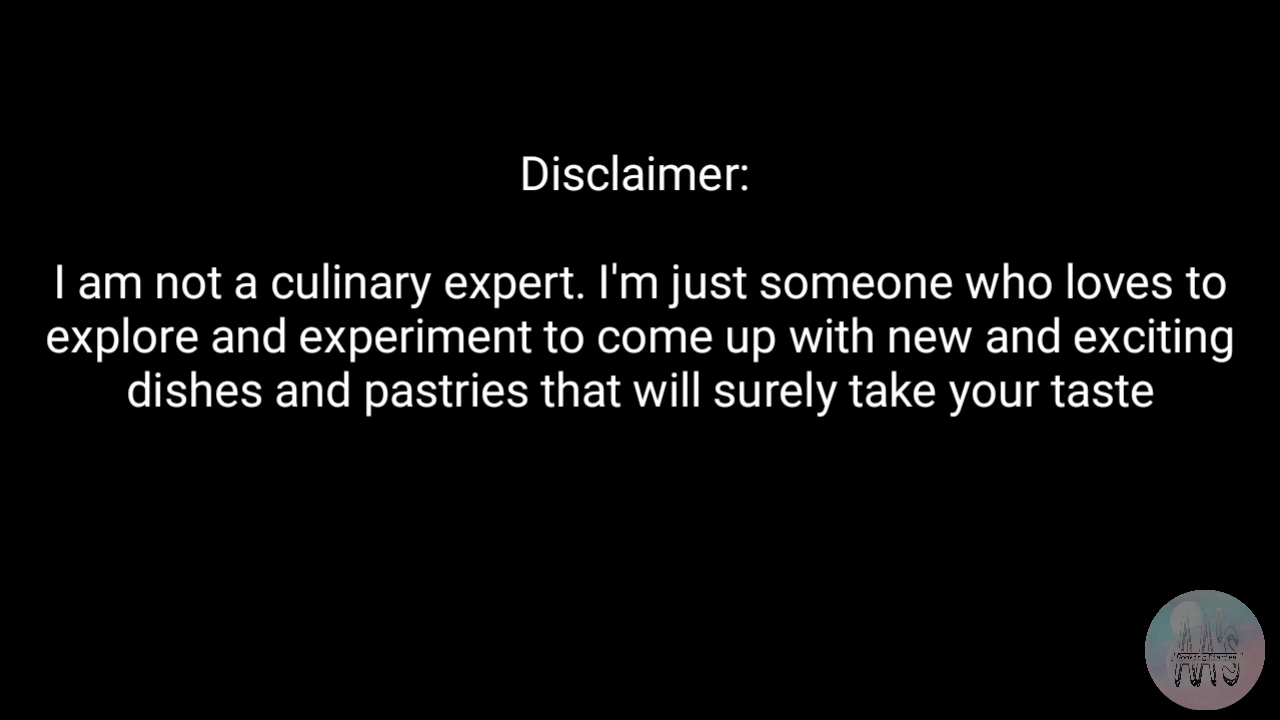 Disclaimer:
I am not a culinary expert. I'm just someone who loves to
explore and experiment to come up with new and exciting
dishes and pastries that will surely take your taste
AA'S